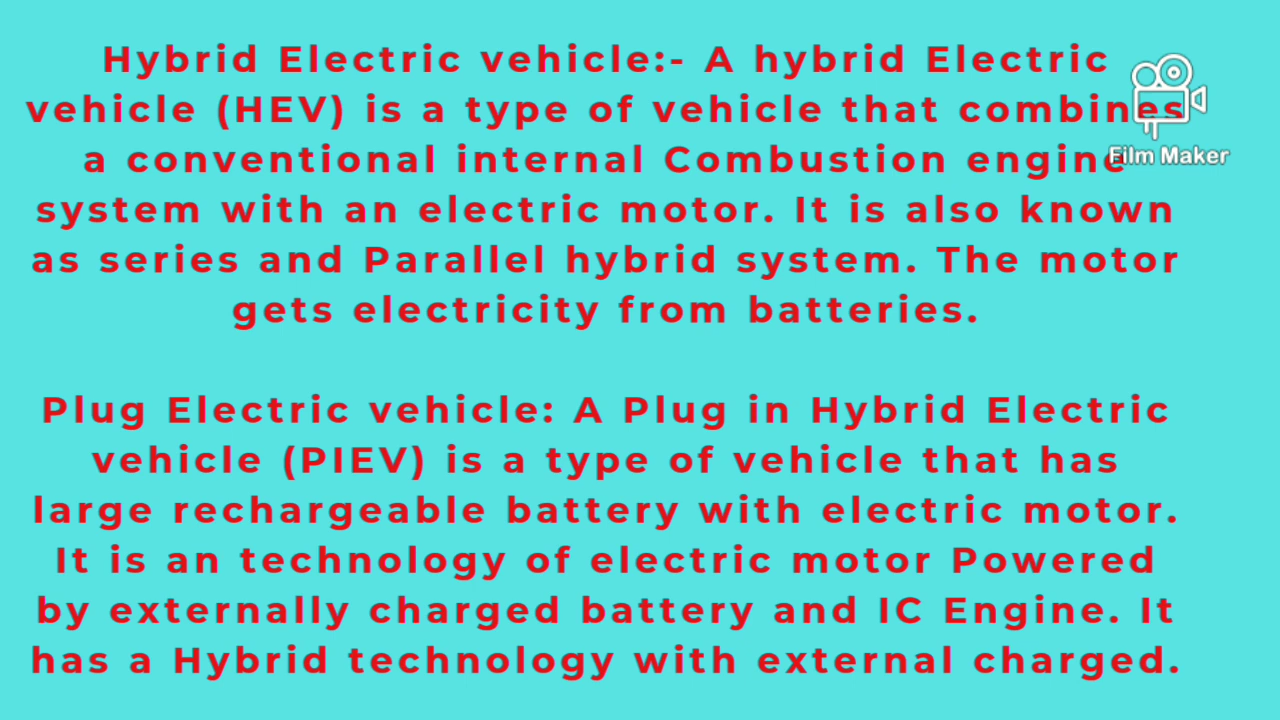 Hybrid Electric vehicle:- A hybrid Electric
vehicle (HEV) is a type of vehicle that combines
a conventional internal Combustion engine
system with an electric motor. It is also known
as series and Parallel hybrid system. The motor
gets electricity from batteries.
Plug Electric vehicle: A Plug in Hybrid Electric
vehicle (PIEV) is a type of vehicle that has
large rechargeable battery with electric motor.
It is an technology of electric motor Powered
by externally charged battery and IC Engine. It
has a Hybrid technology with external charged.
Film Maker